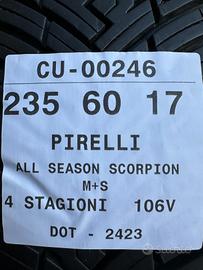 CU-00246
235 60 17
PIRELLI
ALL SEASON SCORPION
M+S
4 STAGIONI 106V
DOT - 2423